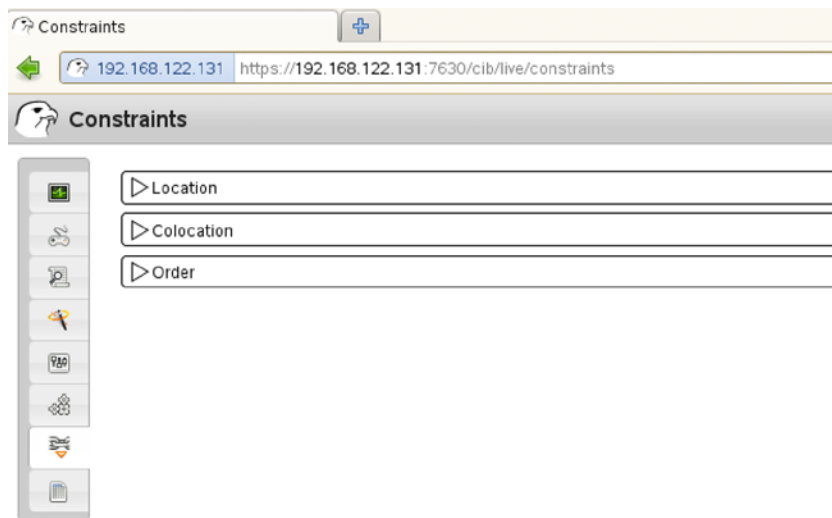 Constraints
192.168.122.131 https://192.168.122.131:7630/cib/live/constraints
Constraints
Location
Colocation
Order